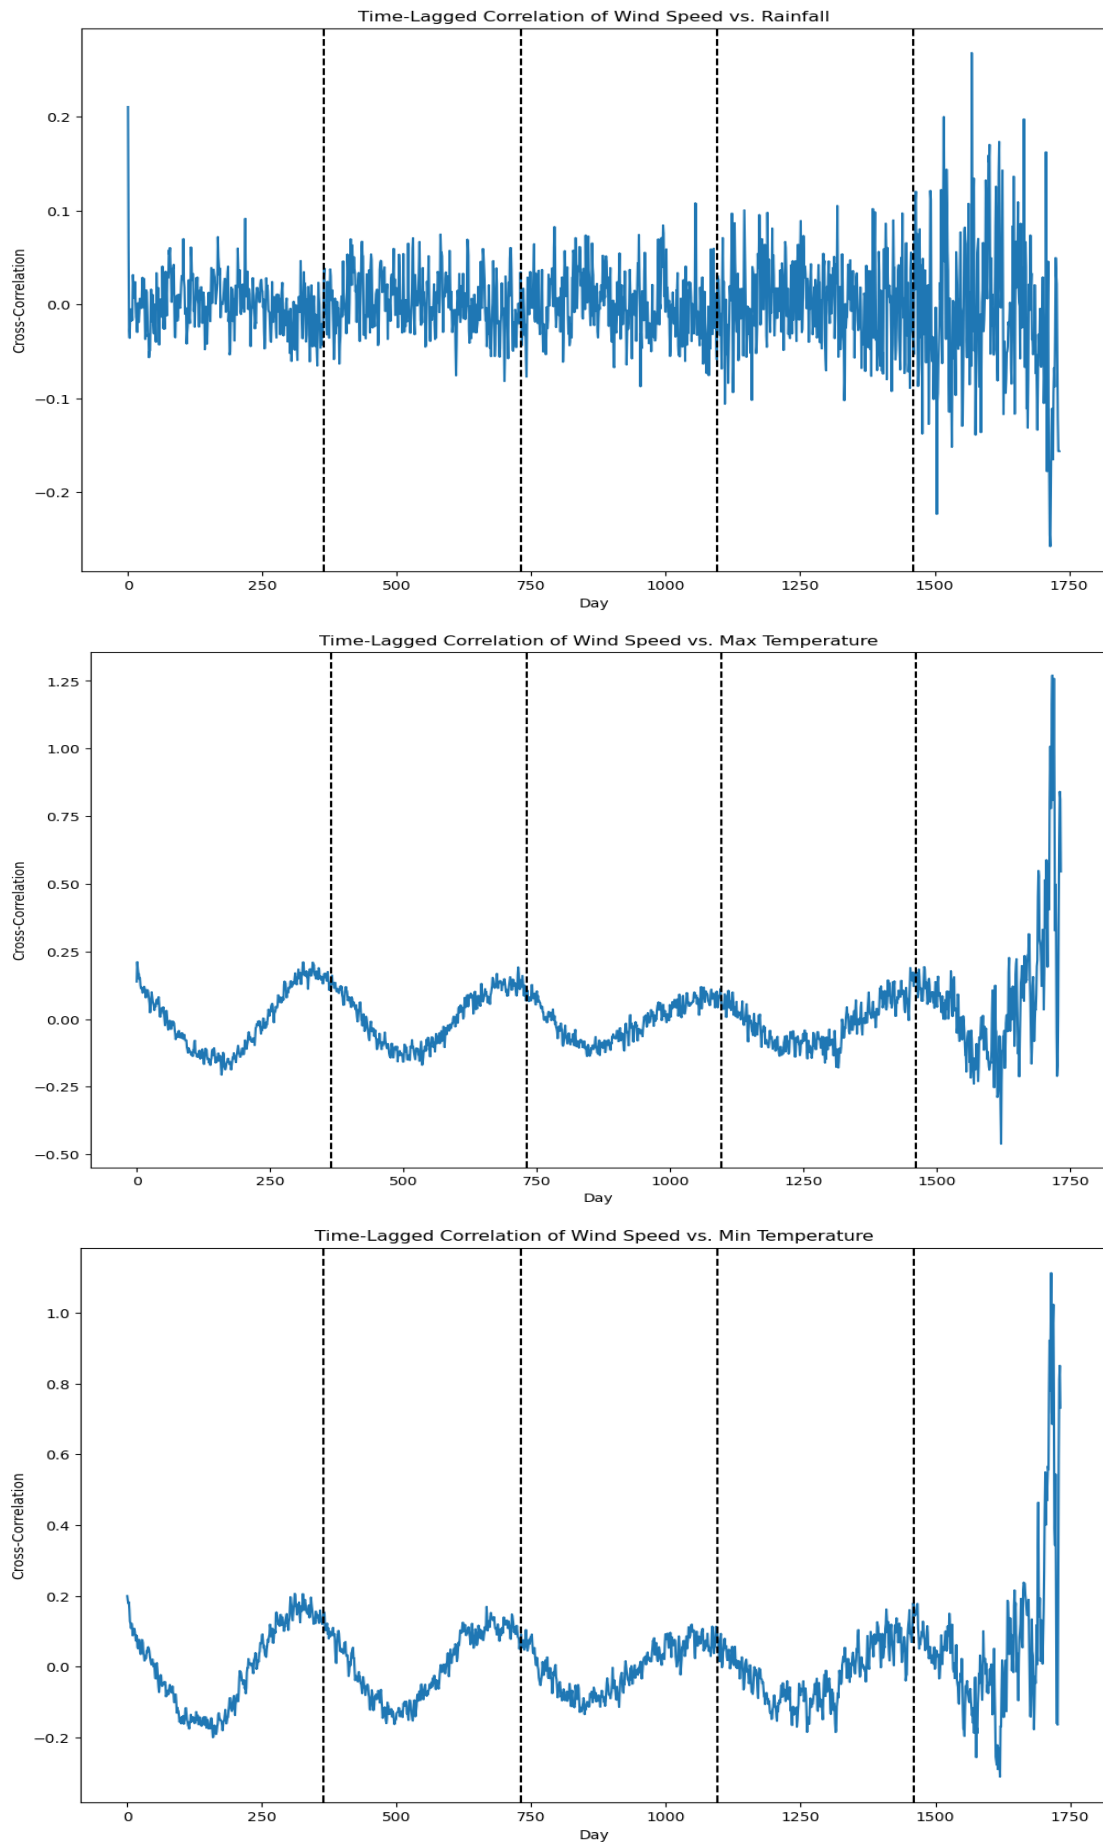 Time-Lagged Correlation of Wind Speed vs. Rainfall
0.2
0.1
0.0
−0.1
−0.2
Cross-Correlation
0 250 500 750 1000 1250 1500 1750
Day
Time-Lagged Correlation of Wind Speed vs. Max Temperature
1.25
1.00
0.75
0.50
0.25
0.00
−0.25
−0.50
Cross-Correlation
0 250 500 750 1000 1250 1500 1750
Day
Time-Lagged Correlation of Wind Speed vs. Min Temperature
1.0
0.8
0.6
0.4
0.2
0.0
−0.2
Cross-Correlation
0 250 500 750 1000 1250 1500 1750
Day